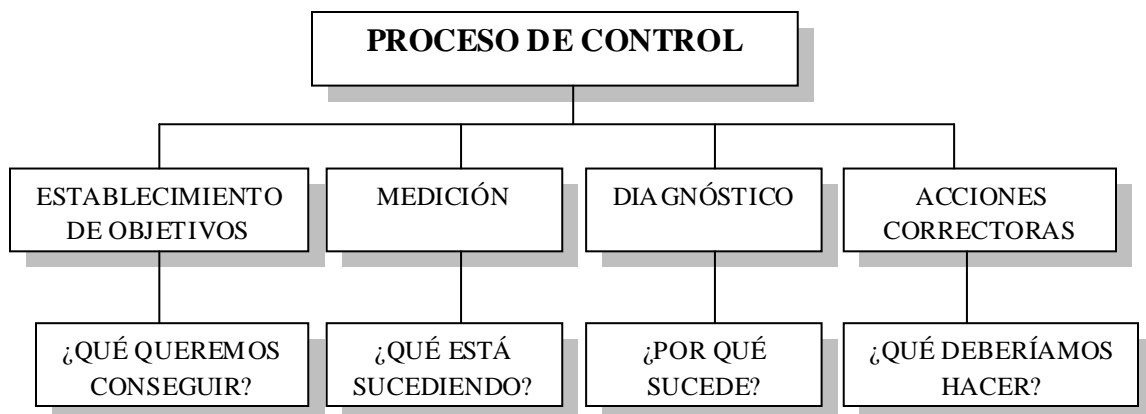 PROCESO DE CONTROL
ESTABLECIMIENTO
DE OBJETIVOS
MEDICIÓN
DIAGNÓSTICO
ACCIONES
CORRECTORAS
¿QUÉ QUEREMOS
CONSEGUIR?
¿QUÉ ESTÁ
SUCEDIENDO?
¿POR QUÉ
SUCEDE?
¿QUÉ DEBERÍAMOS
HACER?